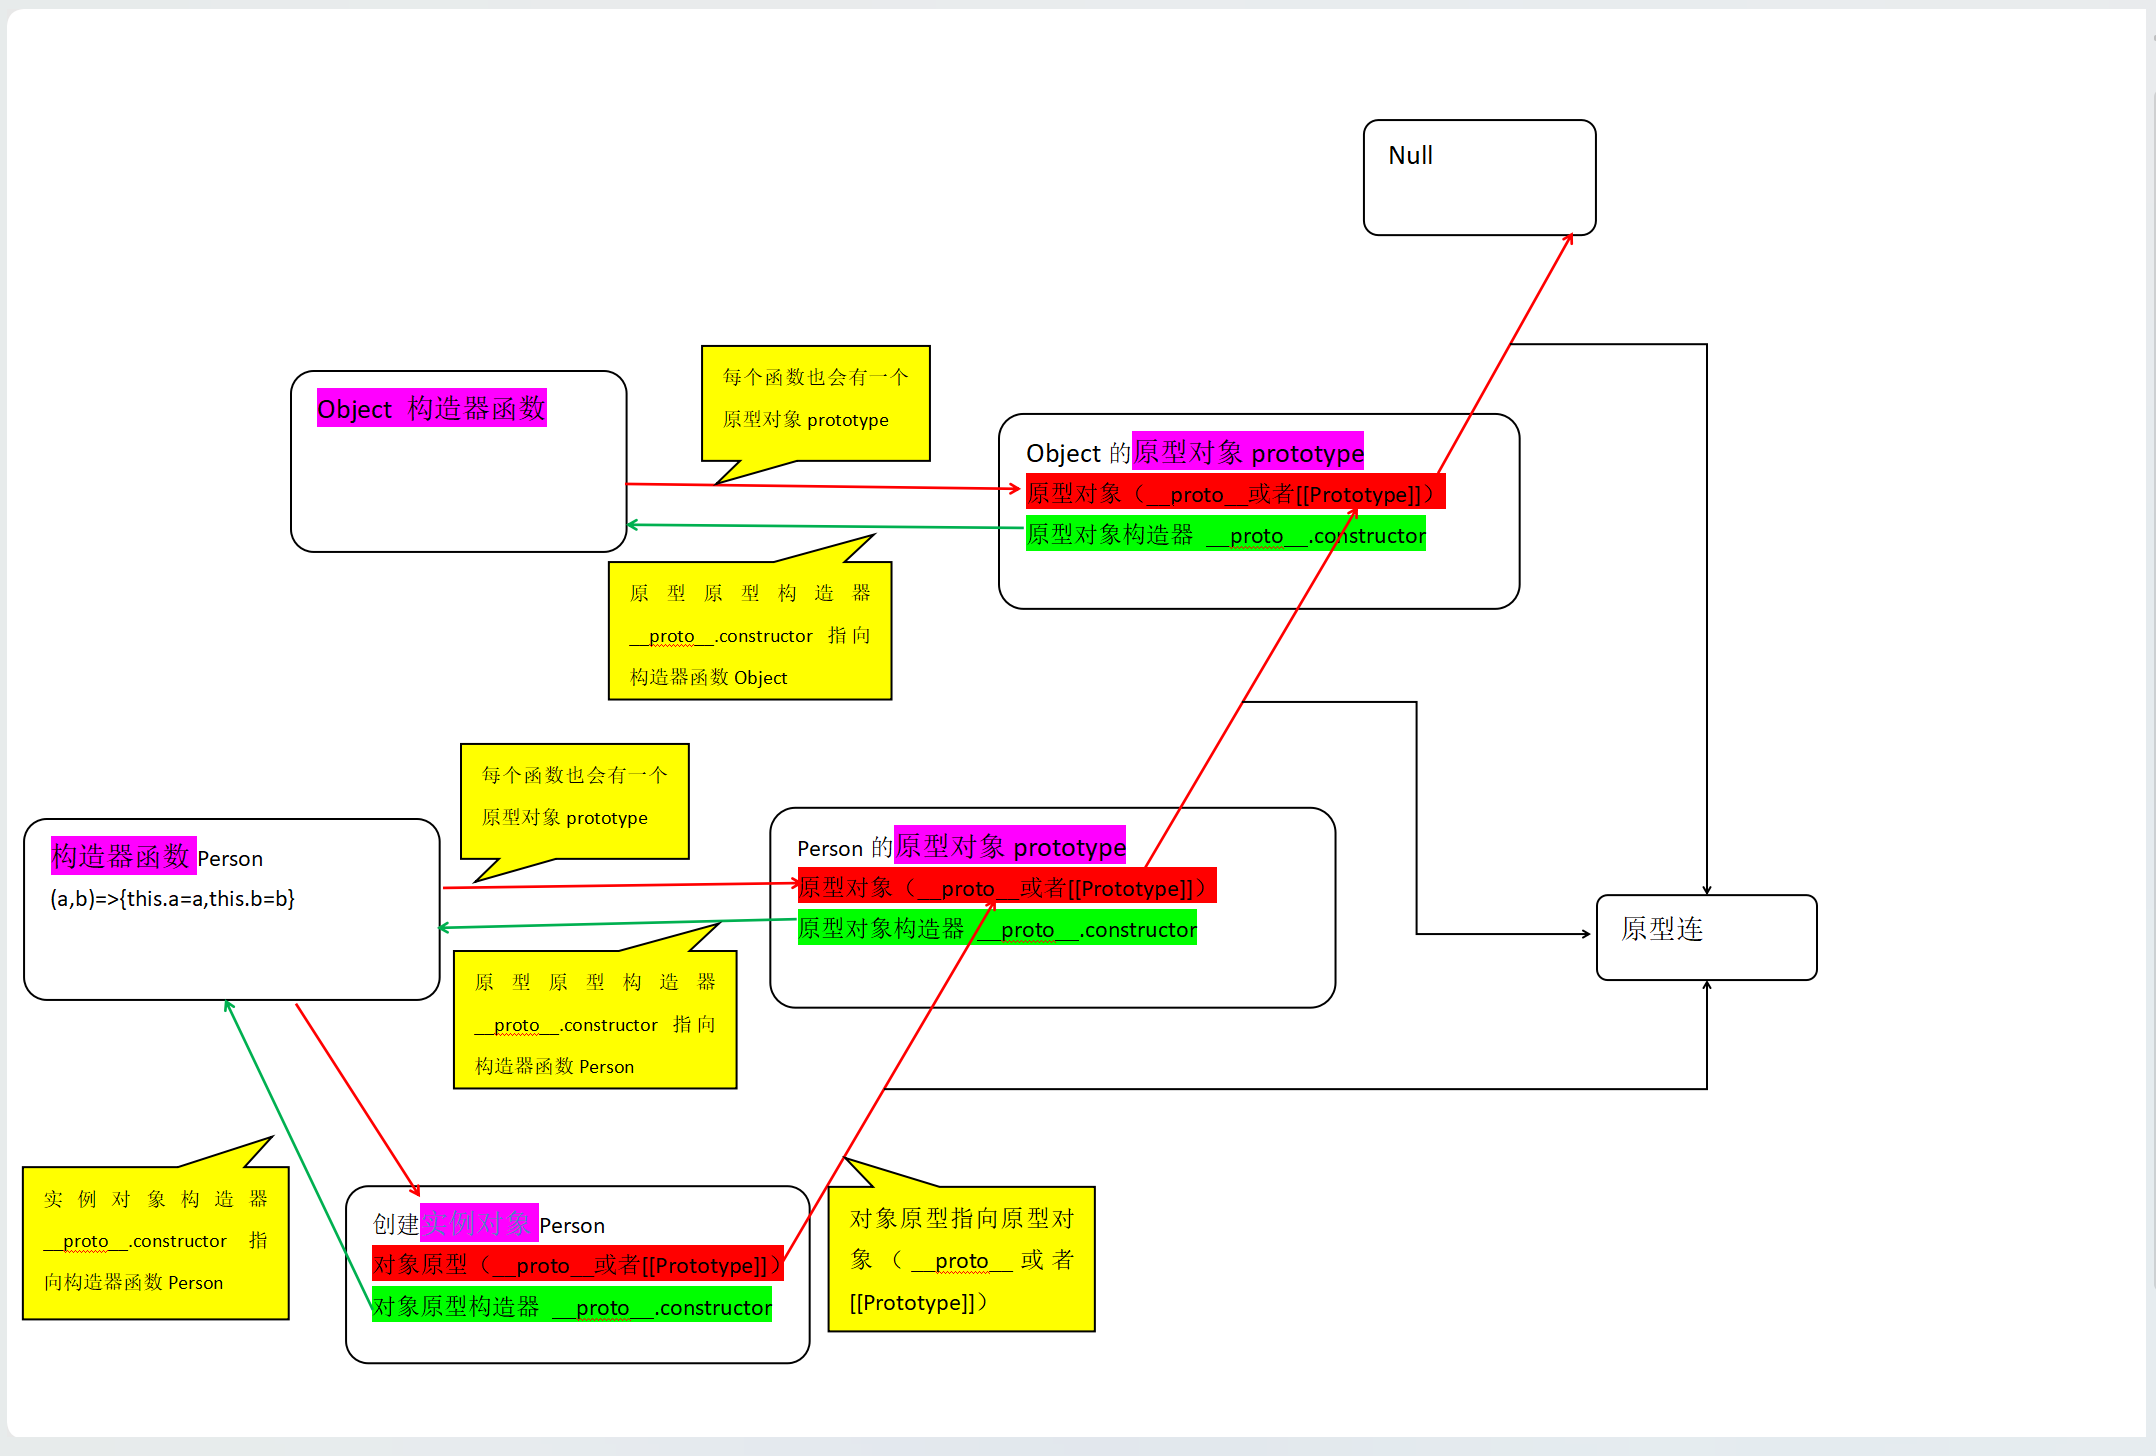 Null
每个函数也会有一个
原型对象 prototype
Object 构造器函数
Object 的原型对象 prototype
原型对象（__proto__或者[[Prototype]]）
原型对象构造器 __proto__.constructor
原型原型构造器
__proto__.constructor 指向
构造器函数 Object
每个函数也会有一个
原型对象 prototype
构造器函数 Person
(a,b)=>{this.a=a,this.b=b}
Person 的原型对象 prototype
原型对象（__proto__或者[[Prototype]]）
原型对象构造器 __proto__.constructor
原型连
原型原型构造器
__proto__.constructor 指向
构造器函数 Person
实例对象构造器
__proto__.constructor 指
向构造器函数 Person
创建实例对象 Person
对象原型（__proto__或者[[Prototype]]）
对象原型构造器 __proto__.constructor
对象原型指向原型对
象（__proto__或者
[[Prototype]]）